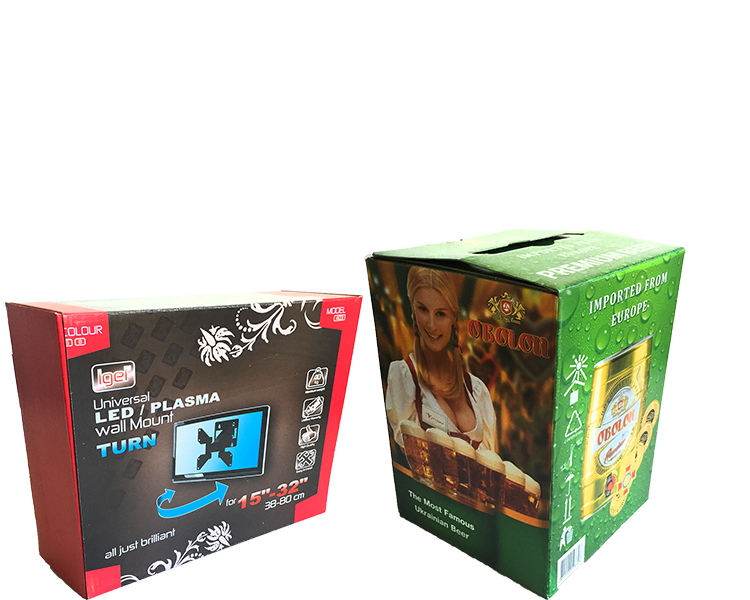 COLOUR
MODEL
Igel
Universal
LED / PLASMA
wall Mount
TURN
for 15"-32"
38-80 cm
all just brilliant
OBOLON
The Most Famous
Ukrainian Beer
PREMIUM
IMPORTED FROM
EUROPE
OBOLON